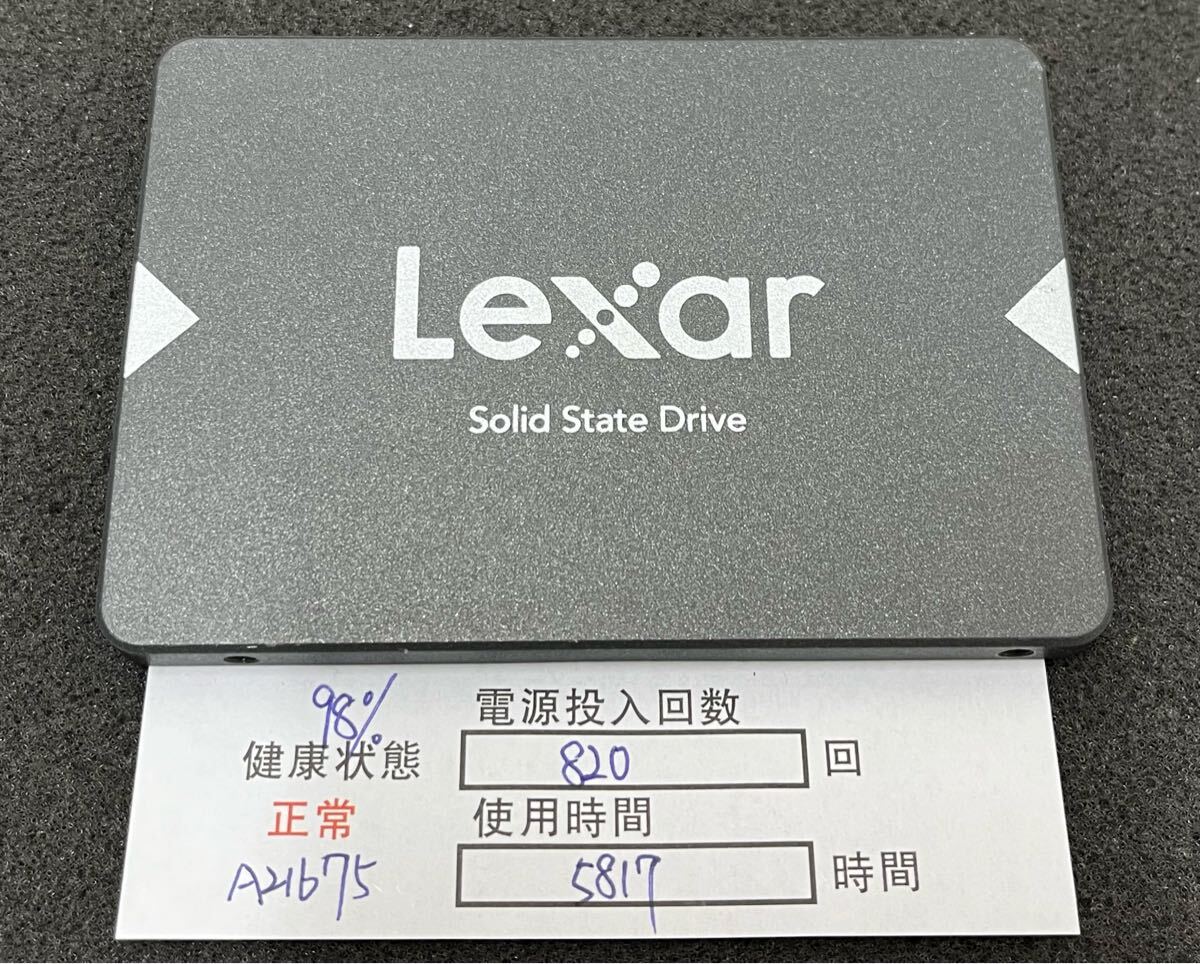 Lexar
Solid State Drive
98%
健康状態
正常
A21675
電源投入回数
820 回
使用時間
5817 時間